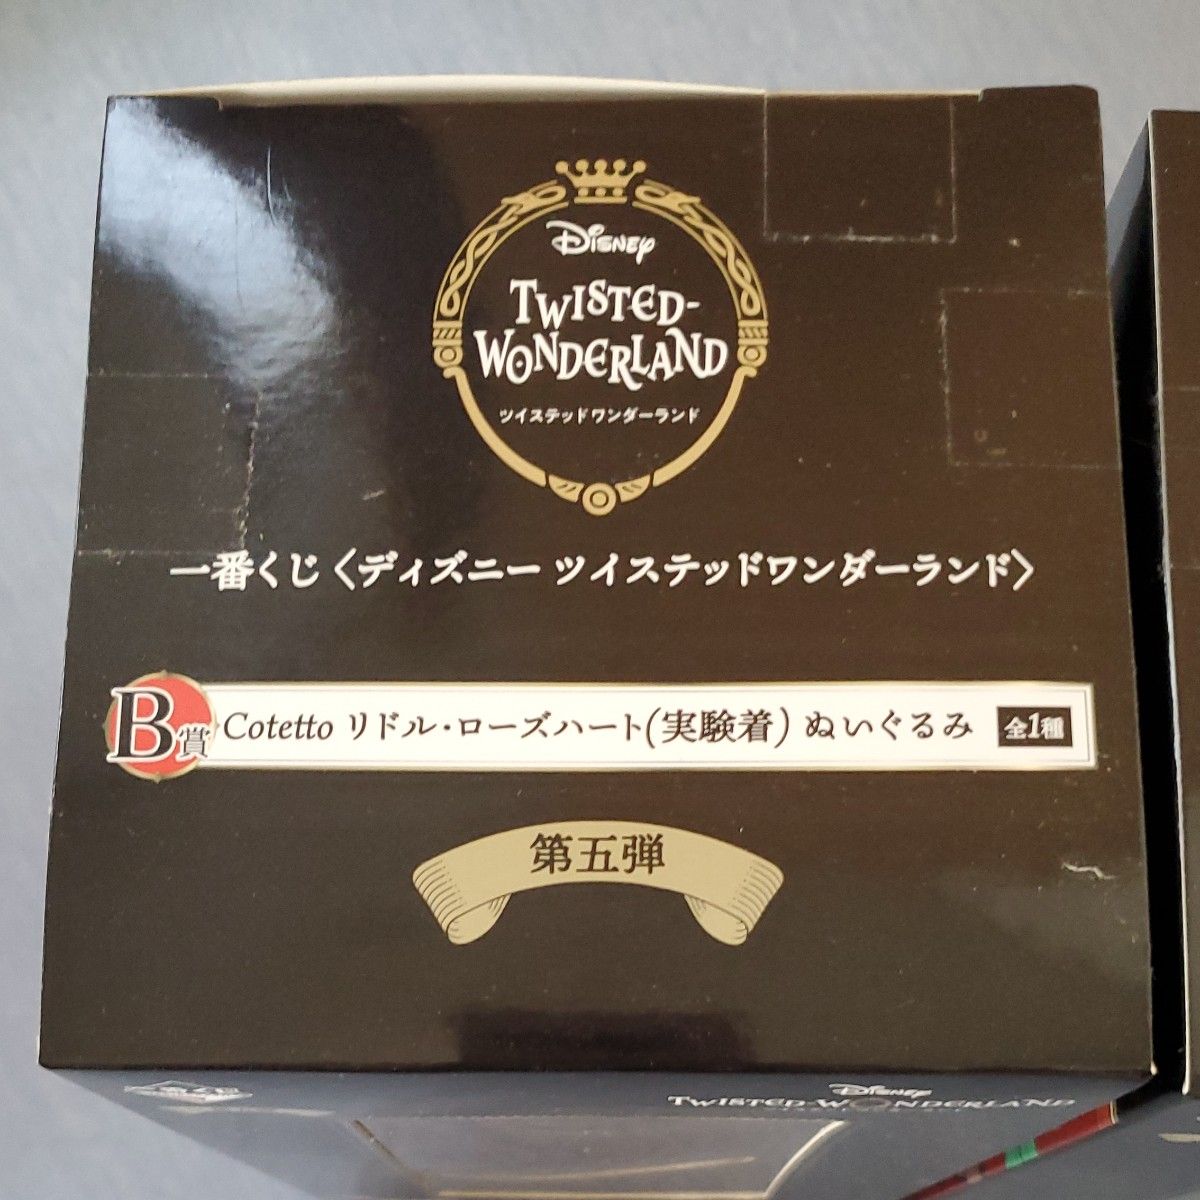 Disney
TWISTED-
WONDERLAND
ツイステッドワンダーランド
一番くじ〈ディズニー ツイステッドワンダーランド〉
B賞 Cotetto リドル・ローズハート(実験着) ぬいぐるみ 全1種
第五弾
Disney
TWISTED-WONDERLAND